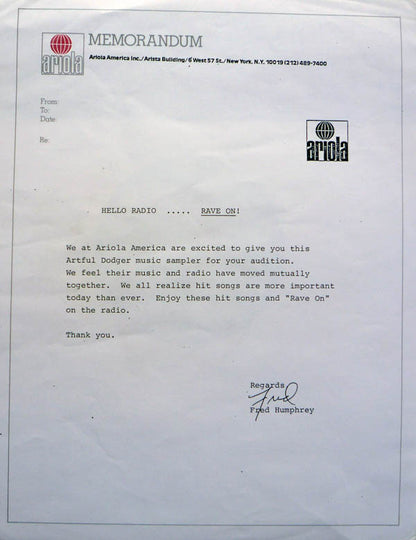 ariola
MEMORANDUM
Ariola America Inc./Arista Building/6 West 57 St./New York, N.Y. 10019 (212) 489-7400
From:
To:
Date:
Re:
ariola
HELLO RADIO ..... RAVE ON!
We at Ariola America are excited to give you this
Artful Dodger music sampler for your audition.
We feel their music and radio have moved mutually
together. We all realize hit songs are more important
today than ever. Enjoy these hit songs and "Rave On"
on the radio.
Thank you.
Regards
Fred
Fred Humphrey